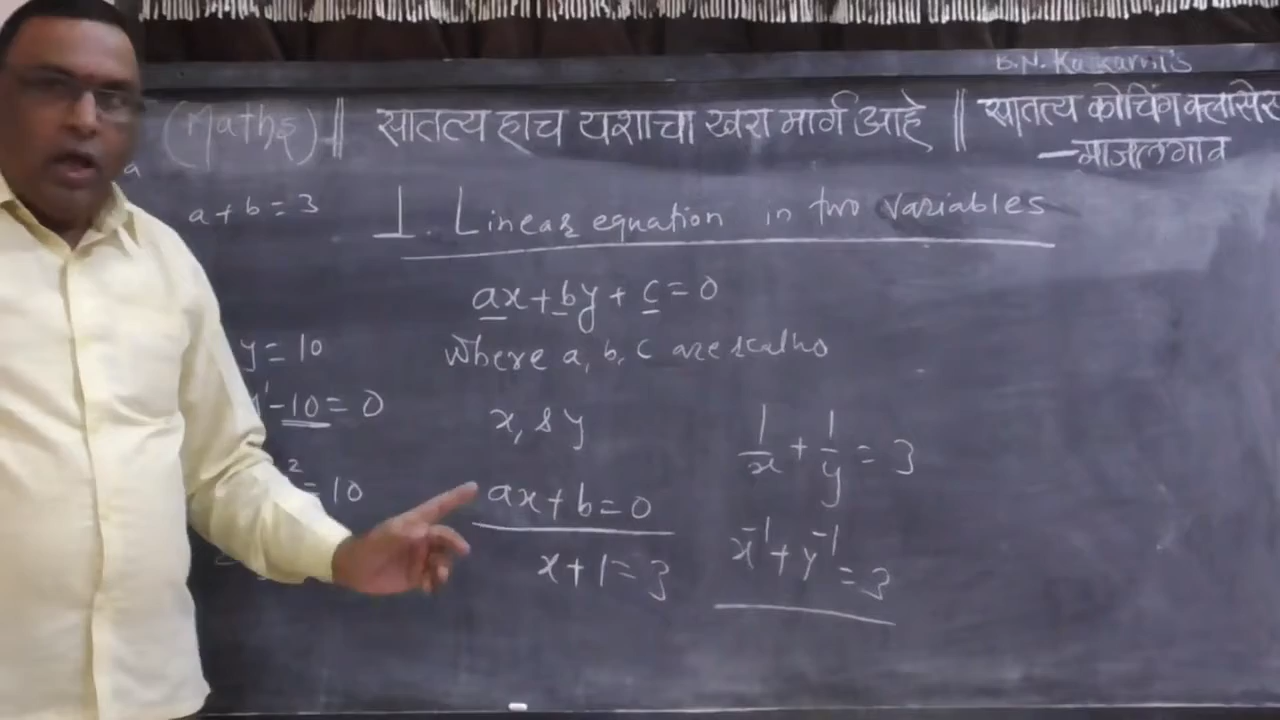 B.N. Kulkarni's
(Maths) || सातत्य हाच यशाचा खरा मार्ग आहे || सातत्य कोचिंग क्लासेस
– माजलगाव
a
a + b = 3
1. Linear equation in two variables
ax + by + c = 0
where a, b, c are
x, & y
y = 10
- 10 = 0
² = 10
ax + b = 0
x + 1 = 3
1/x + 1/y = 3
x⁻¹ + y⁻¹ = 3